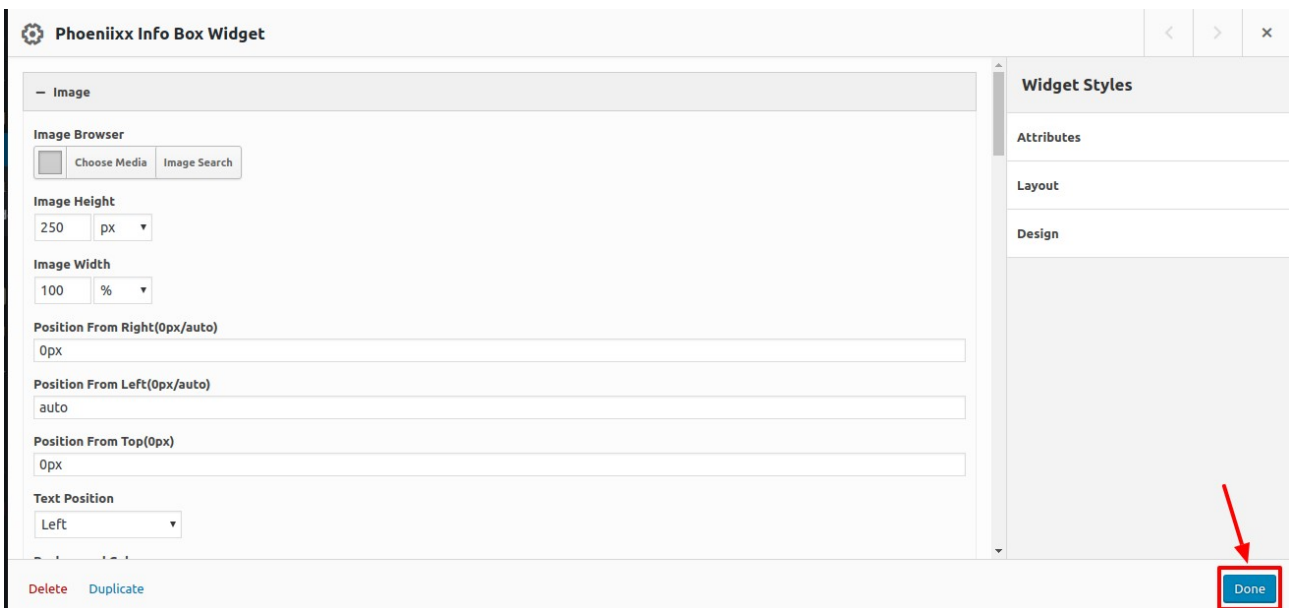 Phoeniixx Info Box Widget
Image
Image Browser
Choose Media Image Search
Image Height
250 px
Image Width
100 %
Position From Right(0px/auto)
0px
Position From Left(0px/auto)
auto
Position From Top(0px)
0px
Text Position
Left
Delete Duplicate
Widget Styles
Attributes
Layout
Design
Done